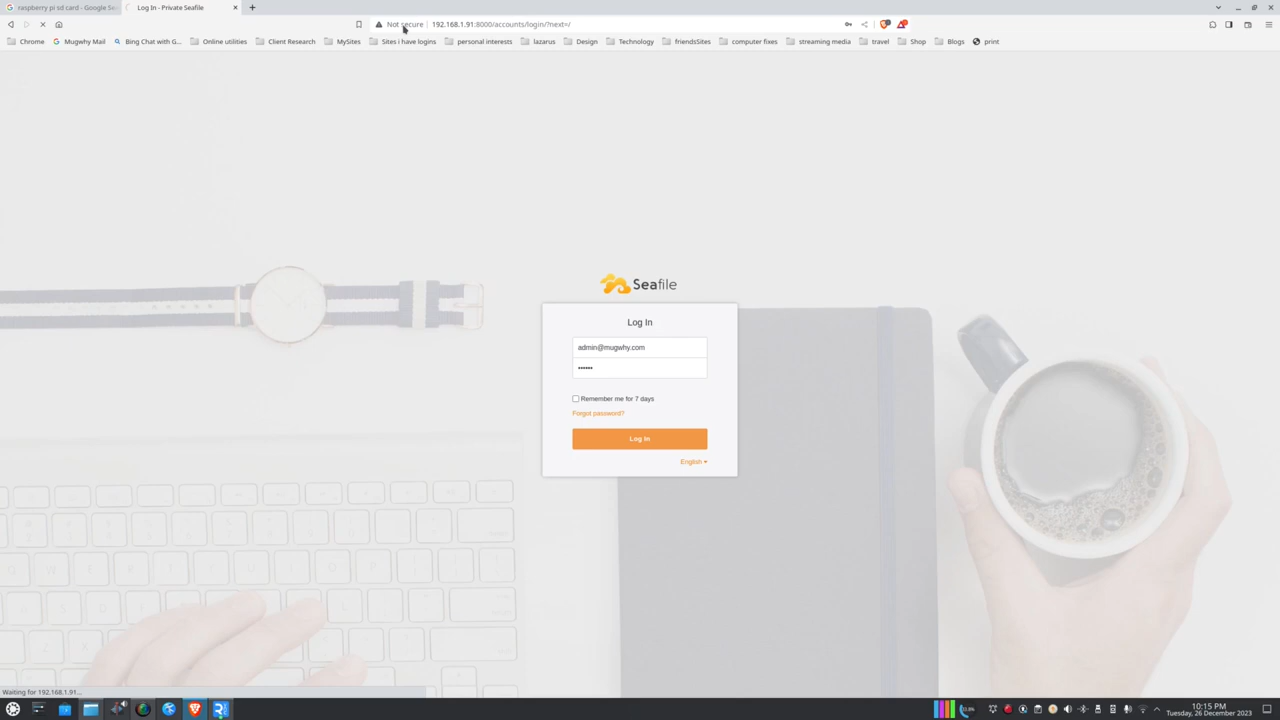 raspberry pi sd card - Google Se
Log In - Private Seafile
Not secure
192.168.1.91:8000/accounts/login/?next=/
Chrome
Mugwhy Mail
Bing Chat with G...
Online utilities
Client Research
MySites
Sites i have logins
personal interests
lazarus
Design
Technology
friendsSites
computer fixes
streaming media
travel
Shop
Blogs
print
Seafile
Log In
admin@mugwhy.com
••••••
Remember me for 7 days
Forgot password?
Log In
English
Waiting for 192.168.1.91...
10:15 PM
Tuesday, 26 December 2023